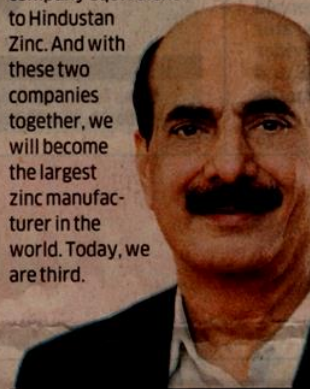 to Hindustan
Zinc. And with
these two
companies
together, we
will become
the largest
zinc manufac-
turer in the
world. Today, we
are third.